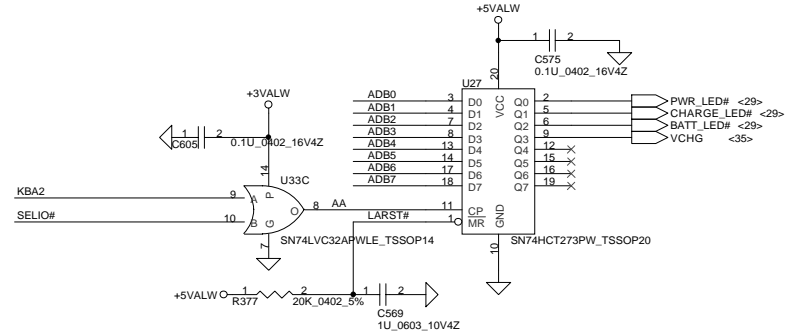 +5VALW
1 2
C575
0.1U_0402_16V4Z
U27
20
+3VALW
ADB0 3 D0 VCC Q0 2 PWR_LED# <29>
ADB1 4 D1 Q1 5 CHARGE_LED# <29>
ADB2 7 D2 Q2 6 BATT_LED# <29>
ADB3 8 D3 Q3 9 VCHG <35>
ADB4 13 D4 Q4 12
ADB5 14 D5 Q5 15
ADB6 17 D6 Q6 16
ADB7 18 D7 Q7 19
1 2
C605
0.1U_0402_16V4Z
14
U33C
KBA2 9 A P
O 8 AA 11 CP
SELIO# 10 B G
LARST# 1 MR GND
7
SN74LVC32APWLE_TSSOP14
10
SN74HCT273PW_TSSOP20
+5VALW 1 2 1 2
R377 20K_0402_5%
C569
1U_0603_10V4Z